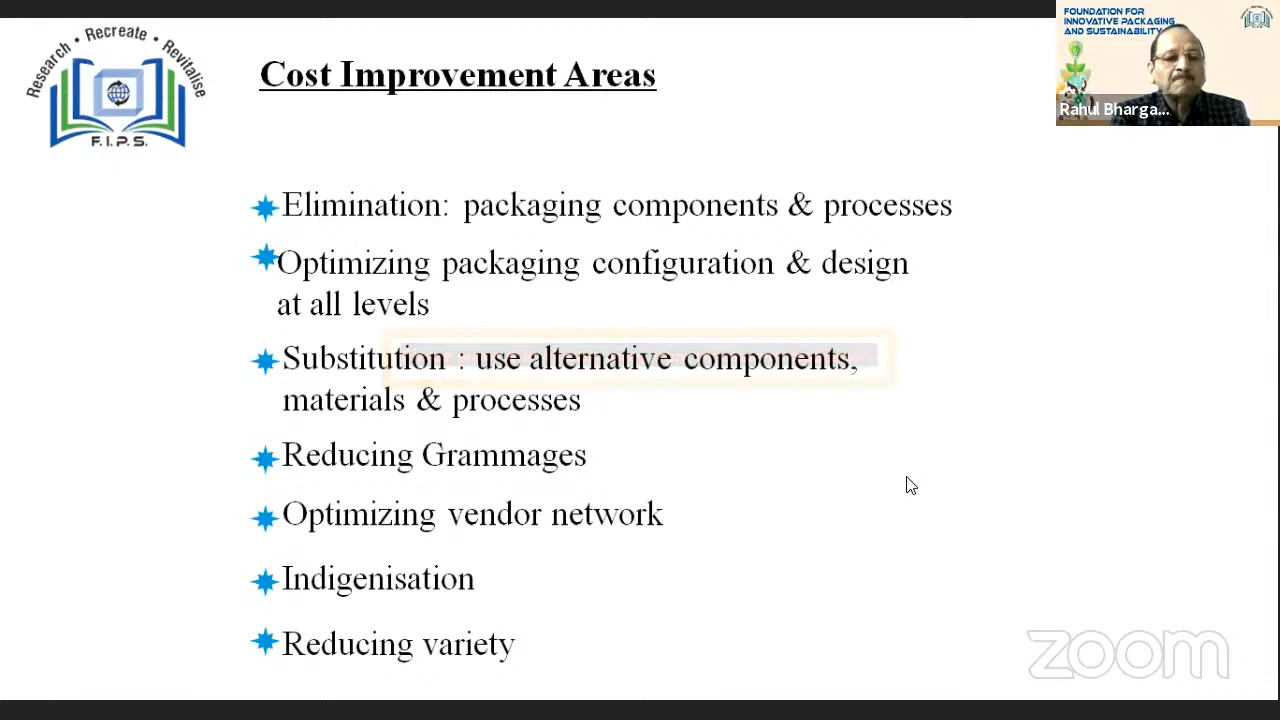 Research • Recreate • Revitalise
F.I.P.S.
Cost Improvement Areas
Elimination: packaging components & processes
Optimizing packaging configuration & design
at all levels
Substitution : use alternative components,
materials & processes
Reducing Grammages
Optimizing vendor network
Indigenisation
Reducing variety
FOUNDATION FOR
INNOVATIVE PACKAGING
AND SUSTAINABILITY
Rahul Bharga...
zoom